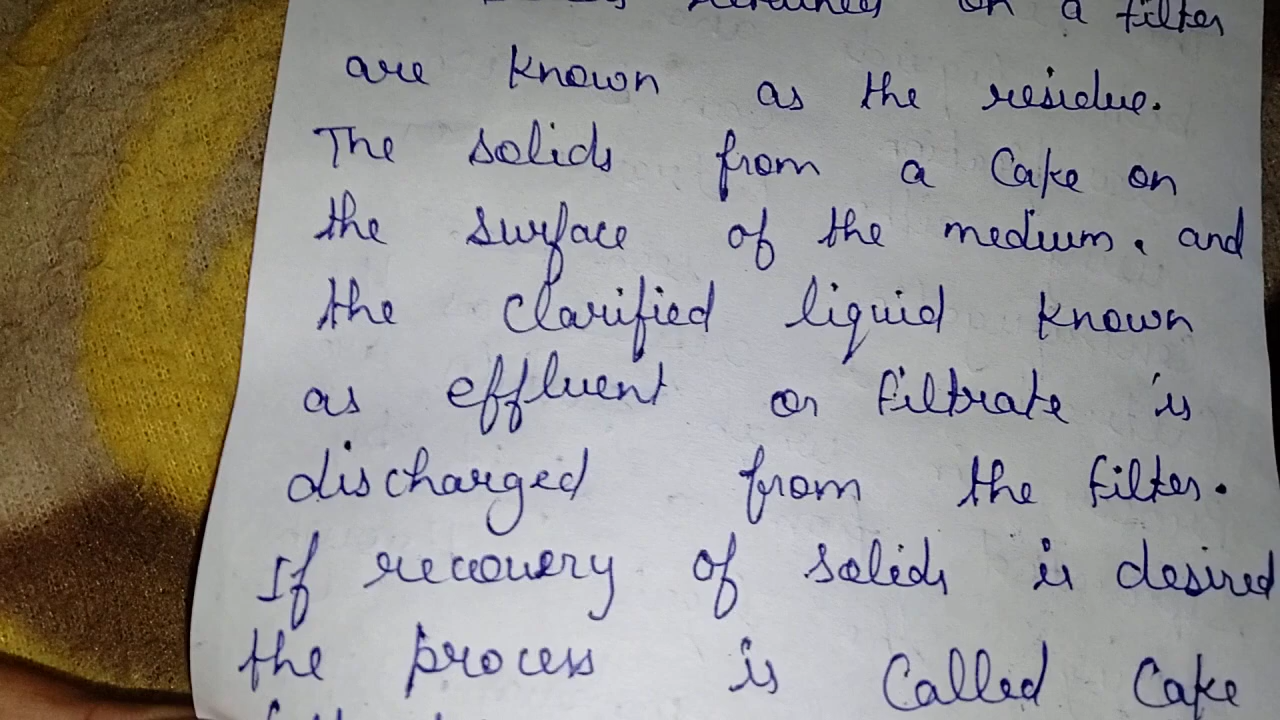 on a filter
are known as the residue.
The solids from a Cake on
the surface of the medium. and
the clarified liquid known
as effluent or filtrate is
discharged from the filter.
If recovery of solids is desired
the process is Called Cake